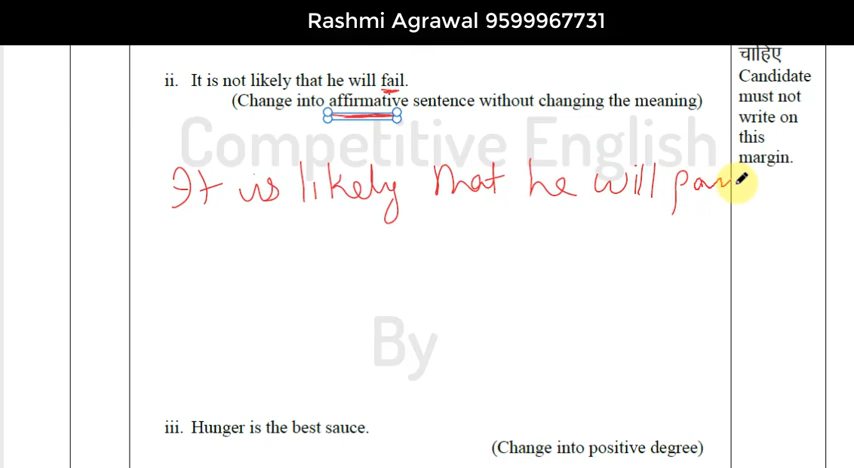 Rashmi Agrawal 9599967731
चाहिए
Candidate
must not
write on
this
margin.
ii. It is not likely that he will fail.
(Change into affirmative sentence without changing the meaning)
Competitive English
It is likely that he will pass
By
iii. Hunger is the best sauce.
(Change into positive degree)